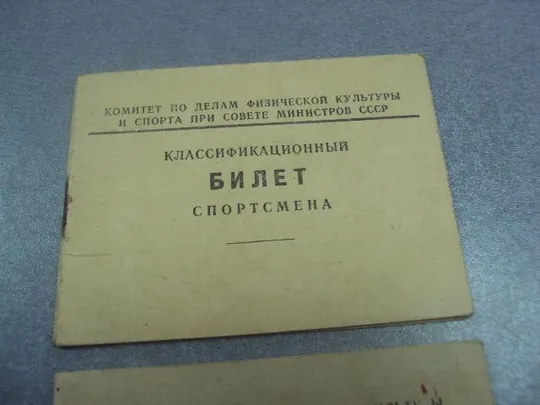 КОМИТЕТ ПО ДЕЛАМ ФИЗИЧЕСКОЙ КУЛЬТУРЫ
И СПОРТА ПРИ СОВЕТЕ МИНИСТРОВ СССР
КЛАССИФИКАЦИОННЫЙ
БИЛЕТ
СПОРТСМЕНА